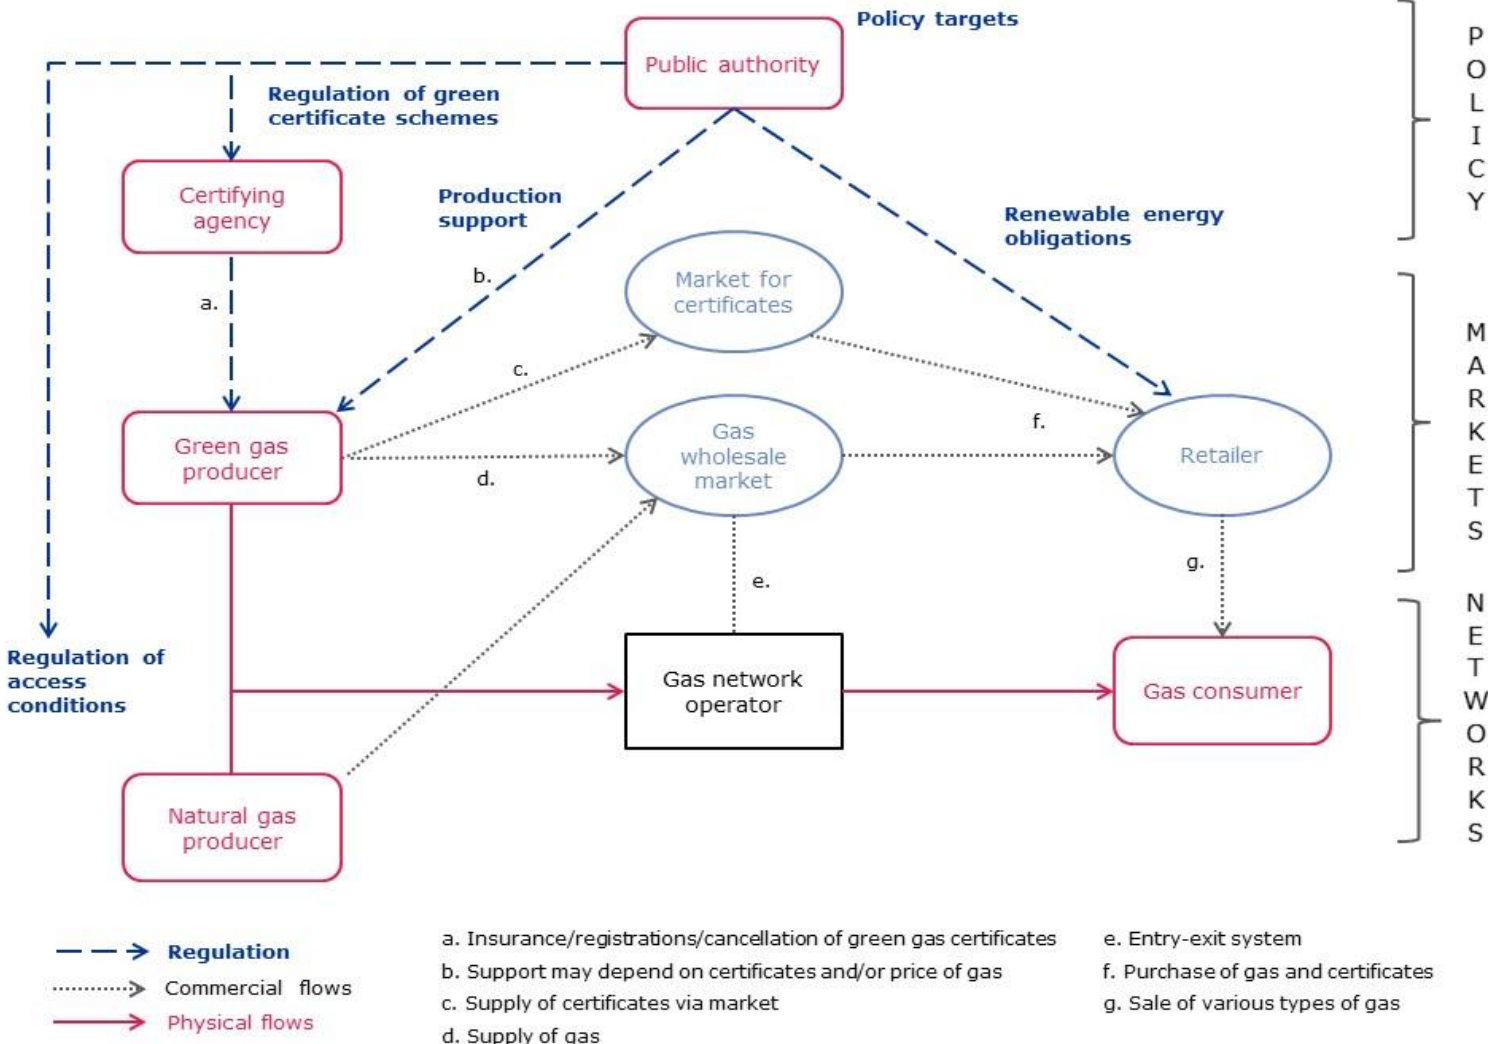 Policy targets
Public authority
Regulation of green
certificate schemes
Certifying
agency
Production
support
Renewable energy
obligations
b.
a.
Market for
certificates
c.
Green gas
producer
Gas
wholesale
market
d.
f.
Retailer
e.
g.
Regulation of
access
conditions
Gas network
operator
Gas consumer
Natural gas
producer
P
O
L
I
C
Y
M
A
R
K
E
T
S
N
E
T
W
O
R
K
S
Regulation
Commercial flows
Physical flows
a. Insurance/registrations/cancellation of green gas certificates
b. Support may depend on certificates and/or price of gas
c. Supply of certificates via market
d. Supply of gas
e. Entry-exit system
f. Purchase of gas and certificates
g. Sale of various types of gas